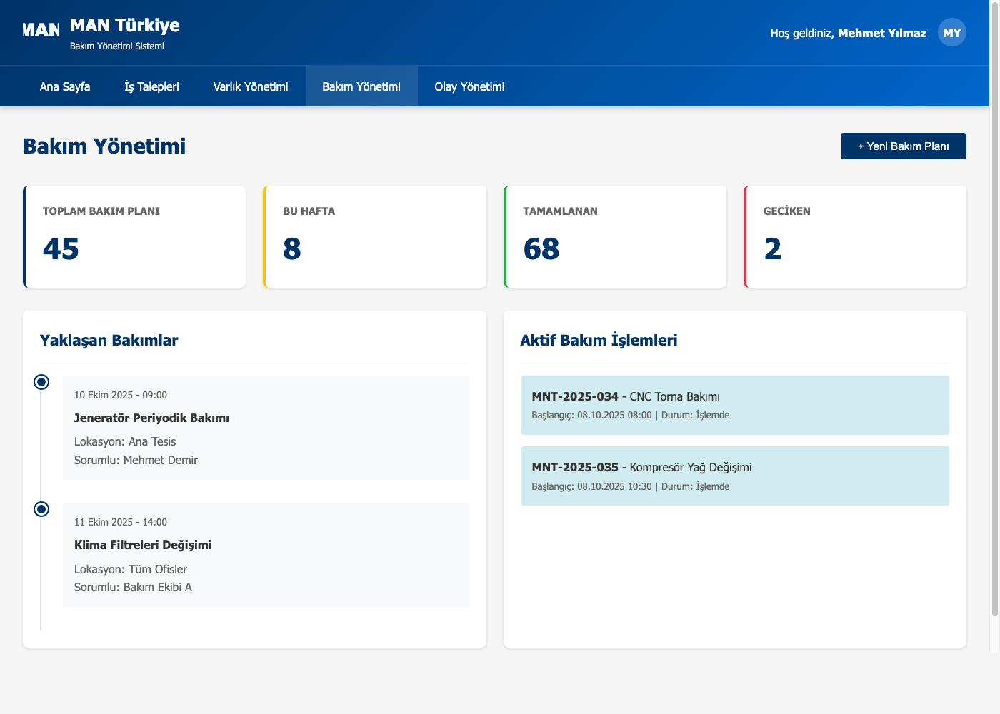 MAN
MAN Türkiye
Bakım Yönetimi Sistemi
Hoş geldiniz, Mehmet Yılmaz
MY
Ana Sayfa
İş Talepleri
Varlık Yönetimi
Bakım Yönetimi
Olay Yönetimi
Bakım Yönetimi
+ Yeni Bakım Planı
TOPLAM BAKIM PLANI
45
BU HAFTA
8
TAMAMLANAN
68
GECİKEN
2
Yaklaşan Bakımlar
10 Ekim 2025 - 09:00
Jeneratör Periyodik Bakımı
Lokasyon: Ana Tesis
Sorumlu: Mehmet Demir
11 Ekim 2025 - 14:00
Klima Filtreleri Değişimi
Lokasyon: Tüm Ofisler
Sorumlu: Bakım Ekibi A
Aktif Bakım İşlemleri
MNT-2025-034 - CNC Torna Bakımı
Başlangıç: 08.10.2025 08:00 | Durum: İşlemde
MNT-2025-035 - Kompresör Yağ Değişimi
Başlangıç: 08.10.2025 10:30 | Durum: İşlemde